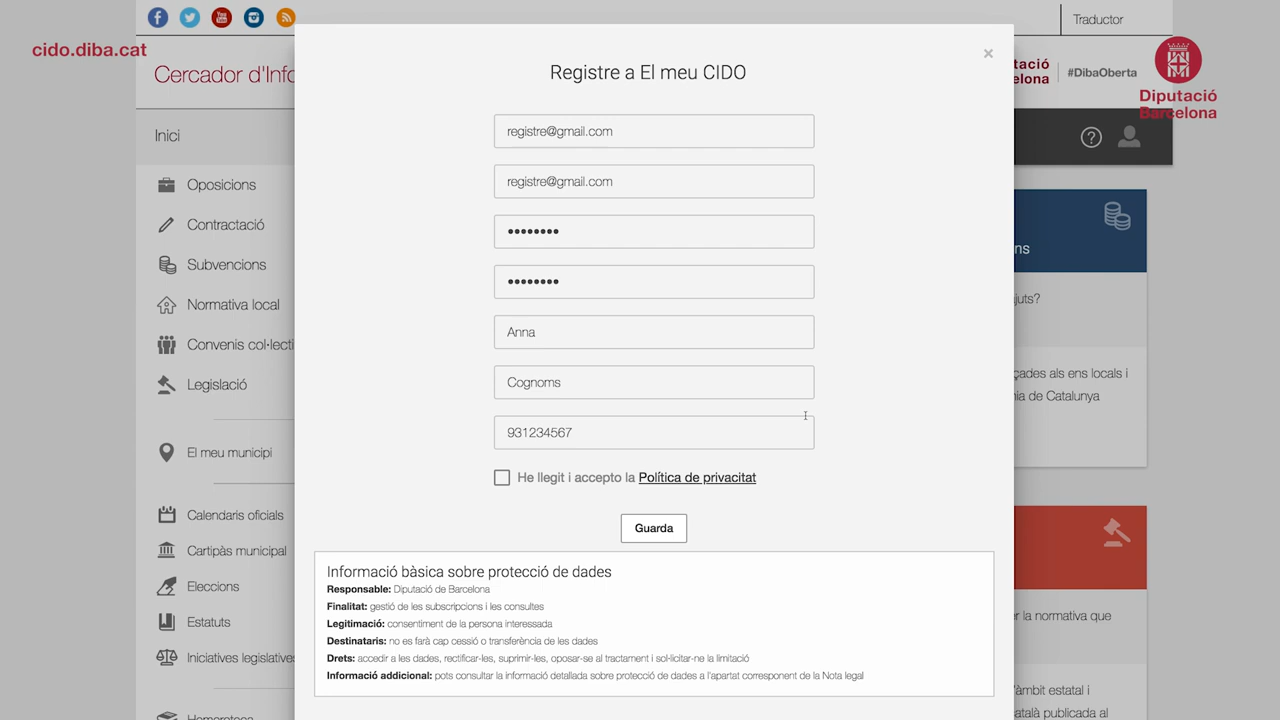 Traductor
cido.diba.cat
Cercador d'Info
Registre a El meu CIDO
×
tació
elona
#DibaOberta
Diputació
Barcelona
Inici
?
registre@gmail.com
registre@gmail.com
Oposicions
Contractació
Subvencions
Normativa local
Convenis col·lecti
Legislació
El meu municipi
Calendaris oficials
Cartipàs municipal
Eleccions
Estatuts
Iniciatives legislatives
Hemeroteca
••••••••
••••••••
Anna
Cognoms
931234567
He llegit i accepto la Política de privacitat
Guarda
Informació bàsica sobre protecció de dades
Responsable: Diputació de Barcelona
Finalitat: gestió de les subscripcions i les consultes
Legitimació: consentiment de la persona interessada
Destinataris: no es farà cap cessió o transferència de les dades
Drets: accedir a les dades, rectificar-les, suprimir-les, oposar-se al tractament i sol·licitar-ne la limitació
Informació addicional: pots consultar la informació detallada sobre protecció de dades a l'apartat corresponent de la Nota legal
ns
juts?
çades als ens locals i
nia de Catalunya
r la normativa que
'àmbit estatal i
català publicada al